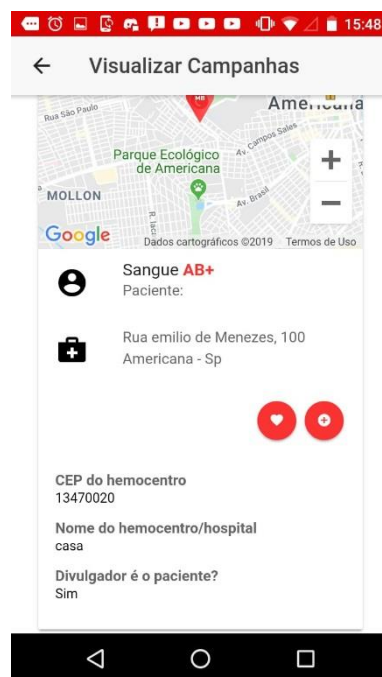 15:48
Visualizar Campanhas
Rua São Paulo
MB
Americana
Av. Campos Sales
Parque Ecológico
de Americana
+
MOLLON
Av. Brasil
−
Google
Dados cartográficos ©2019
Termos de Uso
Sangue AB+
Paciente:
Rua emilio de Menezes, 100
Americana - Sp
CEP do hemocentro
13470020
Nome do hemocentro/hospital
casa
Divulgador é o paciente?
Sim